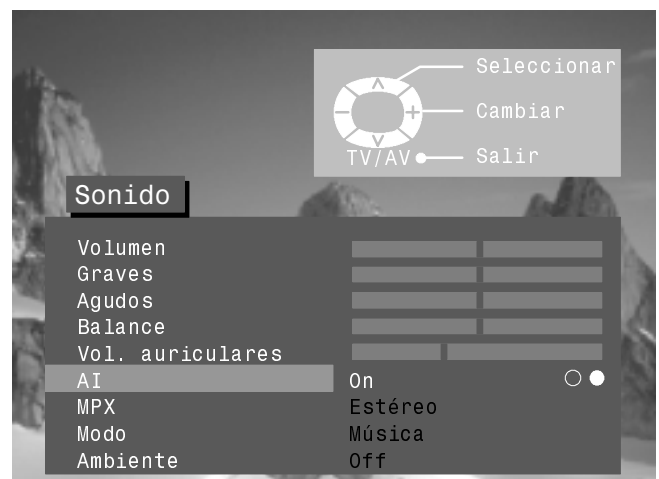 Seleccionar
Cambiar
TV/AV Salir
Sonido
Volumen
Graves
Agudos
Balance
Vol. auriculares
AI On
MPX Estéreo
Modo Música
Ambiente Off